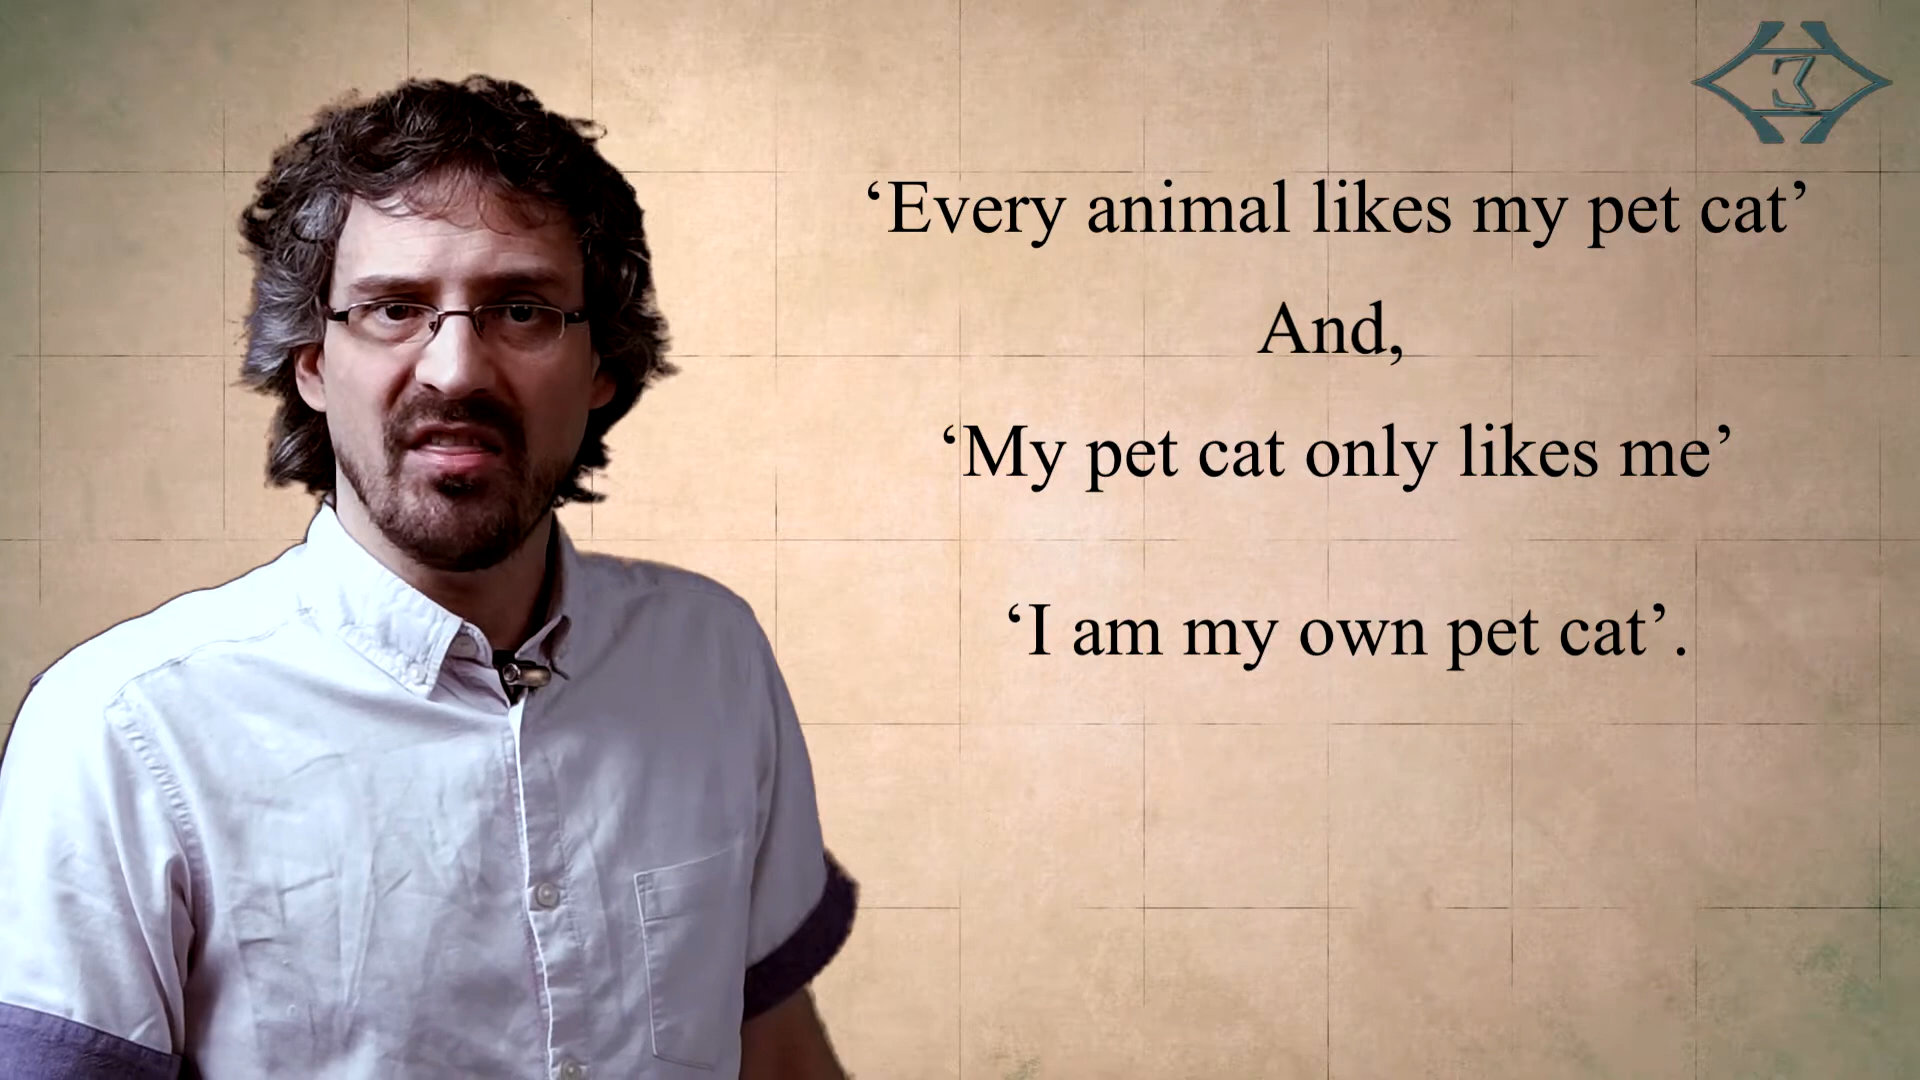 ‘Every animal likes my pet cat’
And,
‘My pet cat only likes me’
‘I am my own pet cat’.